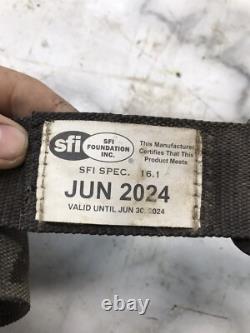 sfi
SFI
FOUNDATION
INC.
This Manufacturer
Certifies That This
Product Meets
SFI SPEC. 16.1
JUN 2024
VALID UNTIL JUN 30, 2024
ebay